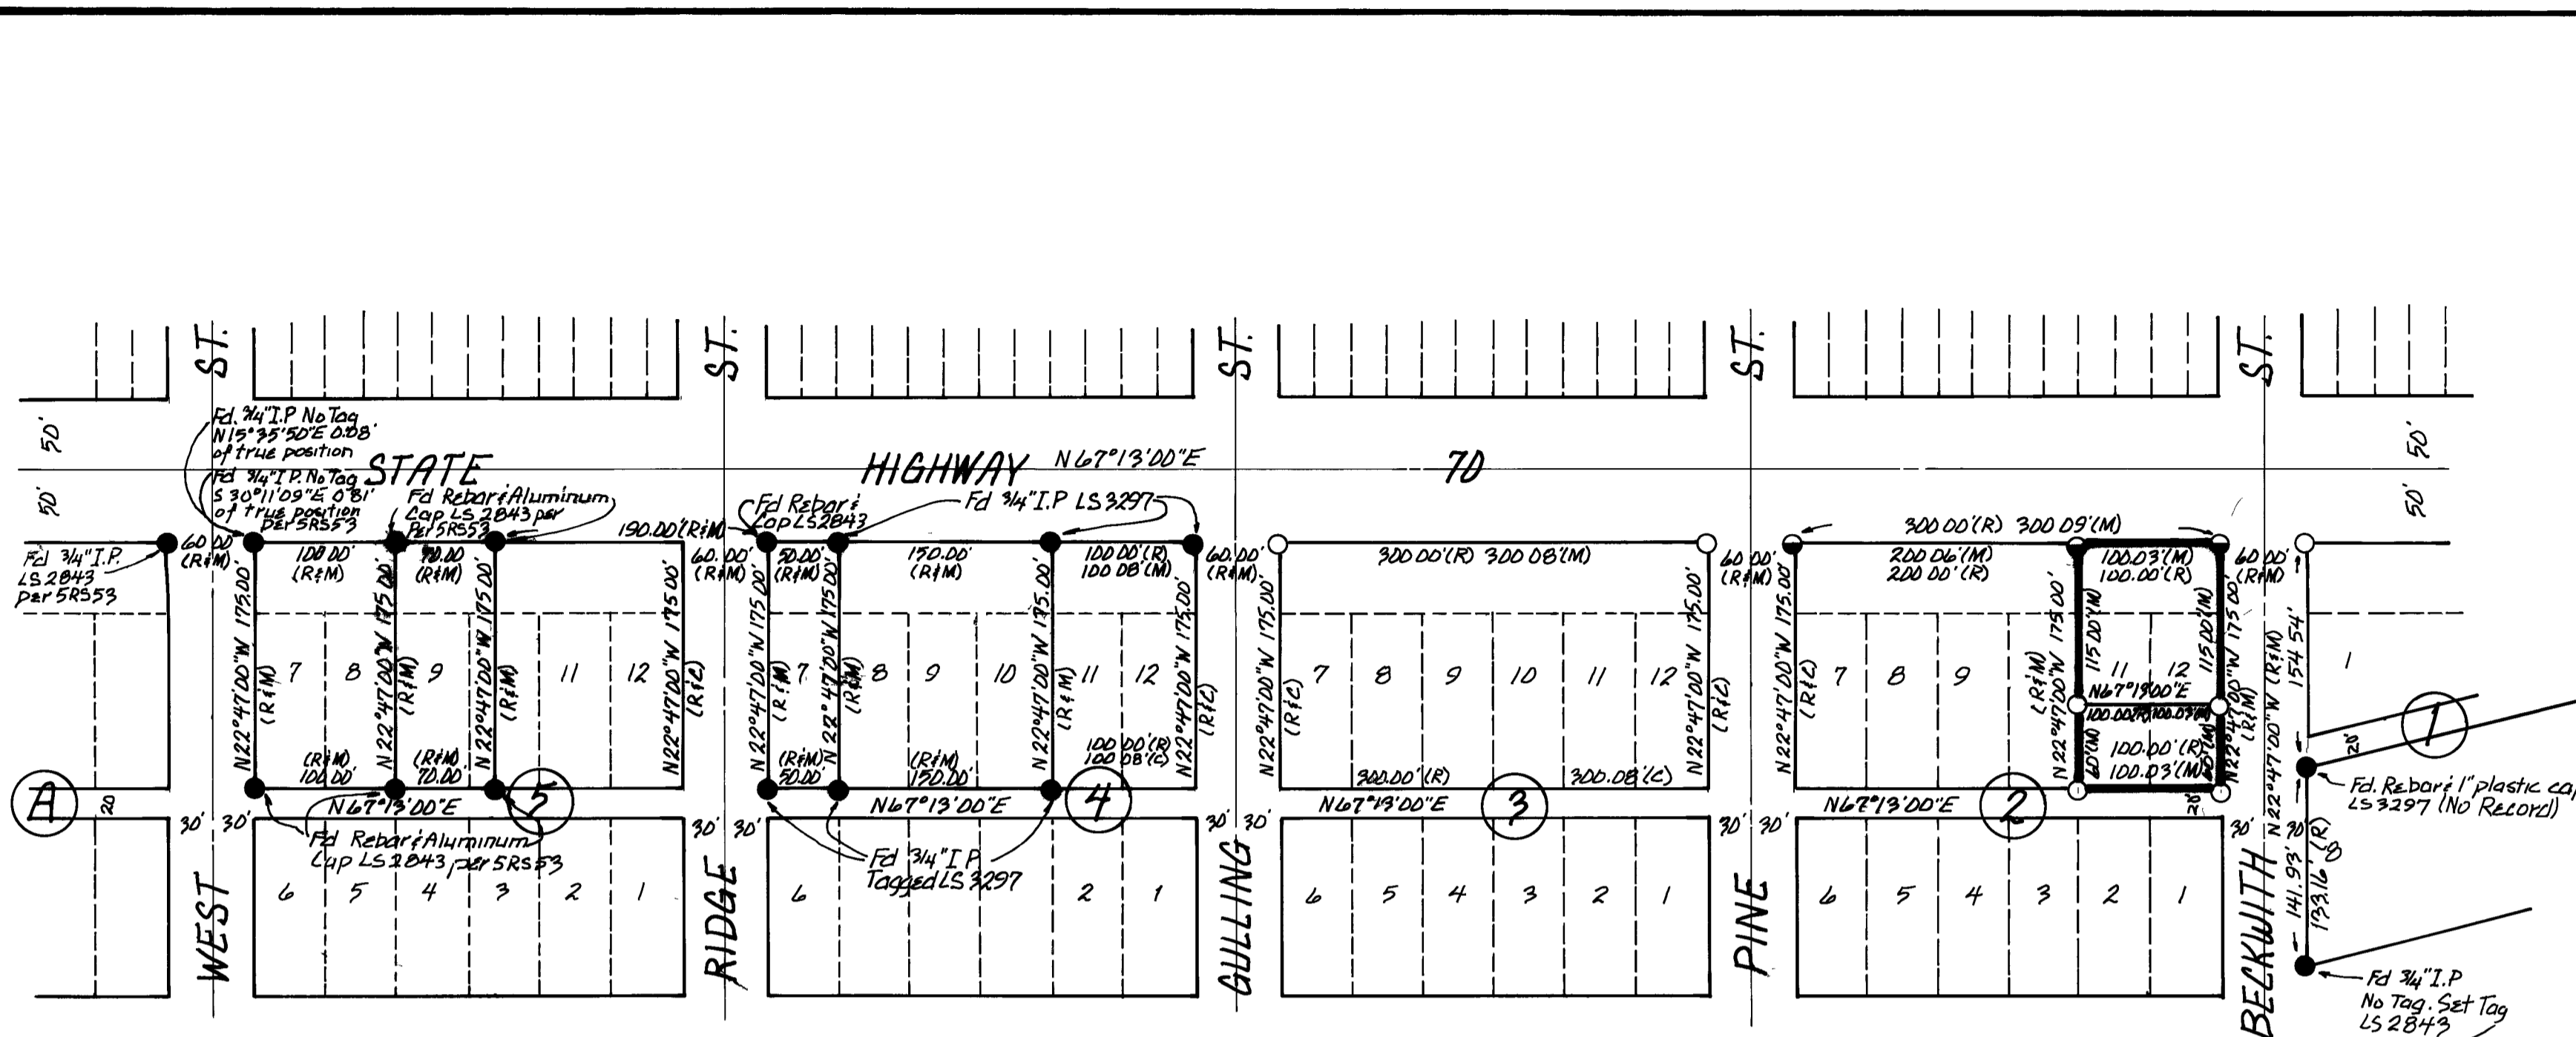 ST.
ST.
ST.
ST.
ST.
50'
50'
50'
50'
Fd. 3/4" I.P No Tag
N15°35'50"E 0.08'
of true position
Fd 3/4" I.P. No Tag
S 30°11'09"E 0.81'
of true position
per 5RS53
STATE
HIGHWAY
N67°13'00"E
70
Fd Rebar & Aluminum
Cap LS 2843 per
Per 5RS53
Fd Rebar &
Cap LS2843
Fd 3/4" I.P LS3297
Fd 3/4" I.P.
LS2843
per 5RS53
60.00'
(R&M)
100.00'
(R&M)
70.00
(R&M)
190.00'(R&M)
60.00'
(R&M)
50.00'
(R&M)
150.00'
(R&M)
100.00'(R)
100.08'(M)
60.00'
(R&M)
300.00'(R) 300.08'(M)
60.00'
(R&M)
300.00'(R) 300.09'(M)
200.06'(M)
200.00'(R)
100.03'(M)
100.00'(R)
60.00'
(R&M)
N22°47'00"W 175.00'
(R&M)
N22°47'00"W 175.00'
(R&M)
N22°47'00"W 175.00'
(R&M)
N22°47'00"W 175.00'
(R&C)
N22°47'00"W 175.00'
(R&M)
N22°47'00"W 175.00'
(R&M)
N22°47'00"W 175.00'
(R&M)
N22°47'00"W 175.00'
(R&C)
N22°47'00"W 175.00'
(R&C)
N22°47'00"W 175.00'
(R&C)
N22°47'00"W 175.00'
(R&C)
N22°47'00"W 175.00'
(R&M)
115.00'(M)
115.00'(M)
N22°47'00"W 175.00'
(R&M)
N22°47'00"W (R&M)
154.54'
7 8 9 11 12
7 8 9 10 11 12
7 8 9 10 11 12
7 8 9 11 12
1
N67°13'00"E
100.00'(R) 100.03'(M)
60'(M)
100.00'(R)
100.03'(M)
60'(M)
(R&M)
100.00'
(R&M)
70.00'
(R&M)
50.00'
(R&M)
150.00'
100.00'(R)
100.08'(C)
300.00'(R)
300.08'(C)
1
20'
20'
Fd. Rebar & 1" plastic ca
LS3297 (No Record)
A
20
30' 30'
N67°13'00"E
5
30' 30'
N67°13'00"E
4
30' 30'
N67°13'00"E
3
30' 30'
N67°13'00"E
2
30' 30'
Fd Rebar & Aluminum
Cap LS2843, per 5RS53
Fd 3/4" I.P
Tagged LS3297
6 5 4 3 2 1
6 2 1
6 5 4 3 2 1
6 5 4 3 2 1
WEST
RIDGE
GULLING
PINE
BECKWITH
141.93'
133.16' (R)
8
Fd 3/4" I.P
No Tag. Set Tag
LS2843